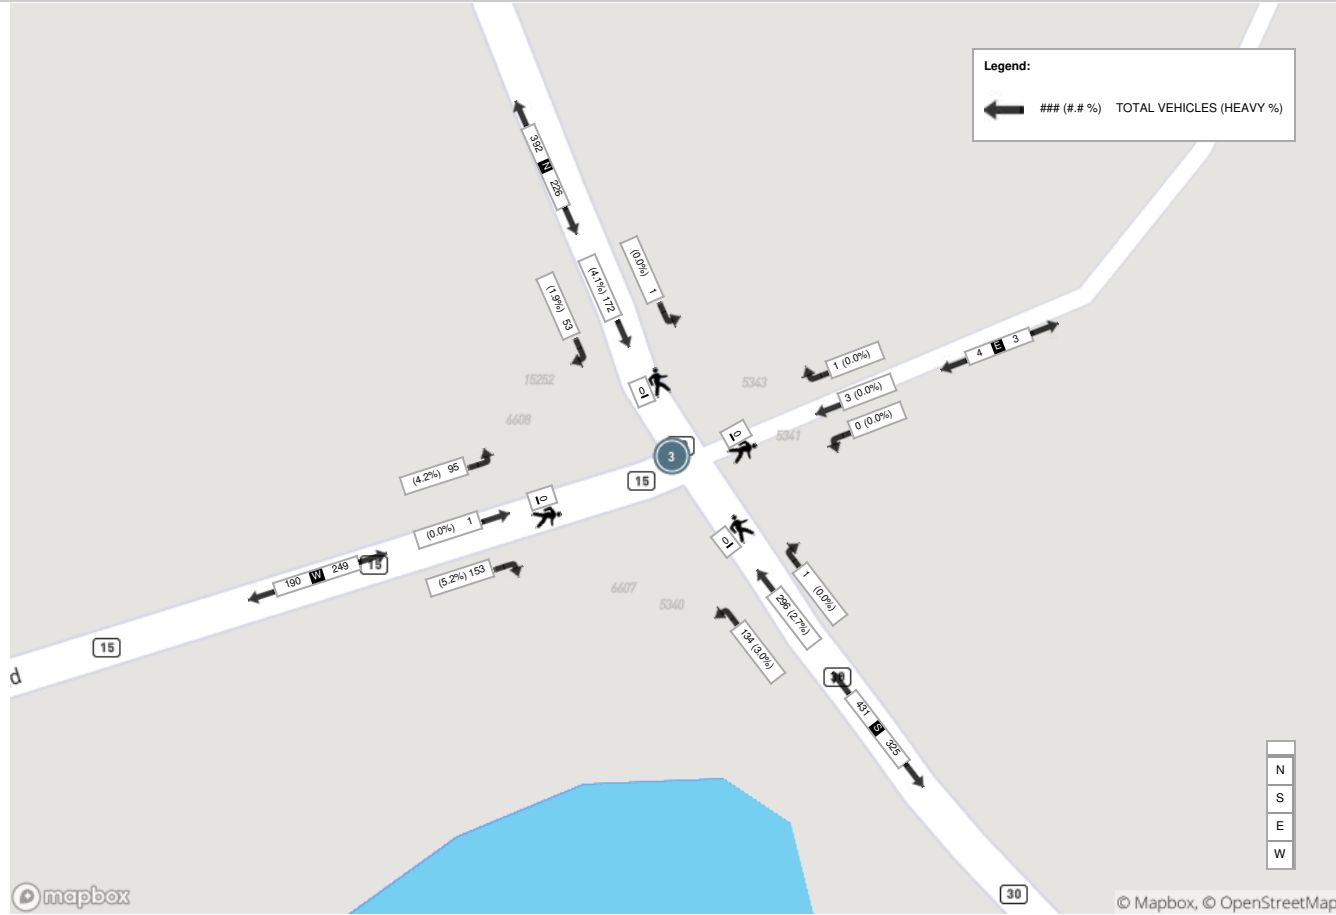 Legend:
### (#.# %) TOTAL VEHICLES (HEAVY %)
392 N 226
(0.0%) 1
(4.1%) 172
(1.9%) 53
1 (0.0%)
3 (0.0%)
0 (0.0%)
4 E 3
15252
5343
6608
5341
0
0
3
15
(4.2%) 95
0
(0.0%) 1
(5.2%) 153
190 W 249
15
0
6607
5340
1 (0.0%)
296 (2.7%)
134 (3.0%)
15
d
431 S 325
N
S
E
W
30
mapbox
© Mapbox, © OpenStreetMap